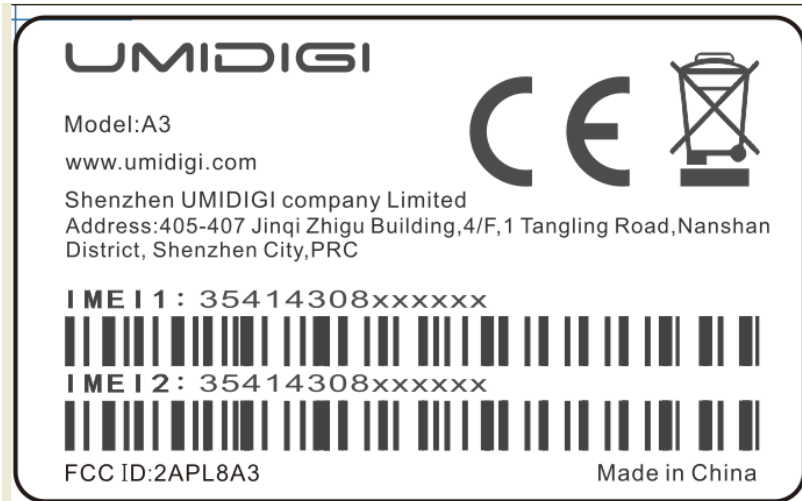 UMIDIGI
Model:A3
www.umidigi.com
Shenzhen UMIDIGI company Limited
Address:405-407 Jinqi Zhigu Building,4/F,1 Tangling Road,Nanshan
District, Shenzhen City,PRC
IMEI1: 35414308xxxxxx
IMEI2: 35414308xxxxxx
FCC ID:2APL8A3
Made in China
CE